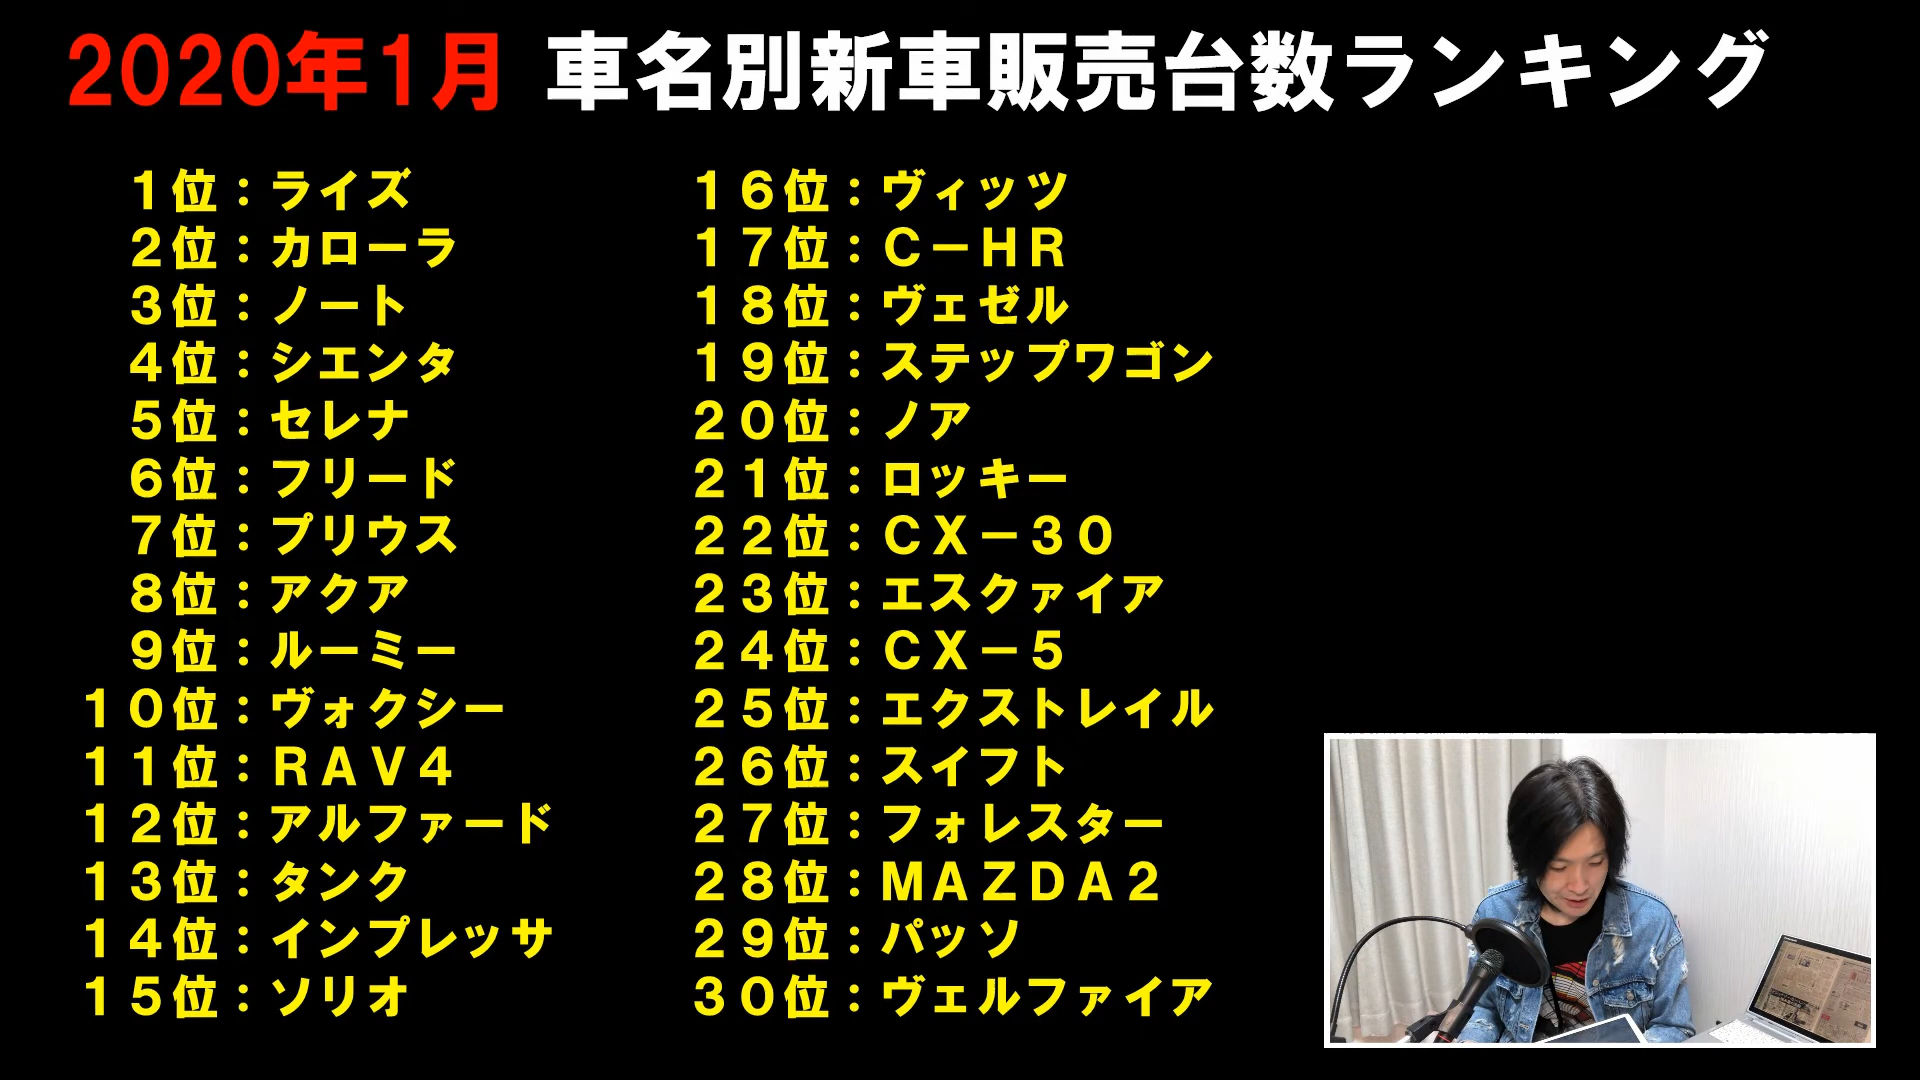 2020年1月 車名別新車販売台数ランキング
１位：ライズ
２位：カローラ
３位：ノート
４位：シエンタ
５位：セレナ
６位：フリード
７位：プリウス
８位：アクア
９位：ルーミー
１０位：ヴォクシー
１１位：ＲＡＶ４
１２位：アルファード
１３位：タンク
１４位：インプレッサ
１５位：ソリオ
１６位：ヴィッツ
１７位：Ｃ－ＨＲ
１８位：ヴェゼル
１９位：ステップワゴン
２０位：ノア
２１位：ロッキー
２２位：ＣＸ－３０
２３位：エスクァイア
２４位：ＣＸ－５
２５位：エクストレイル
２６位：スイフト
２７位：フォレスター
２８位：ＭＡＺＤＡ２
２９位：パッソ
３０位：ヴェルファイア